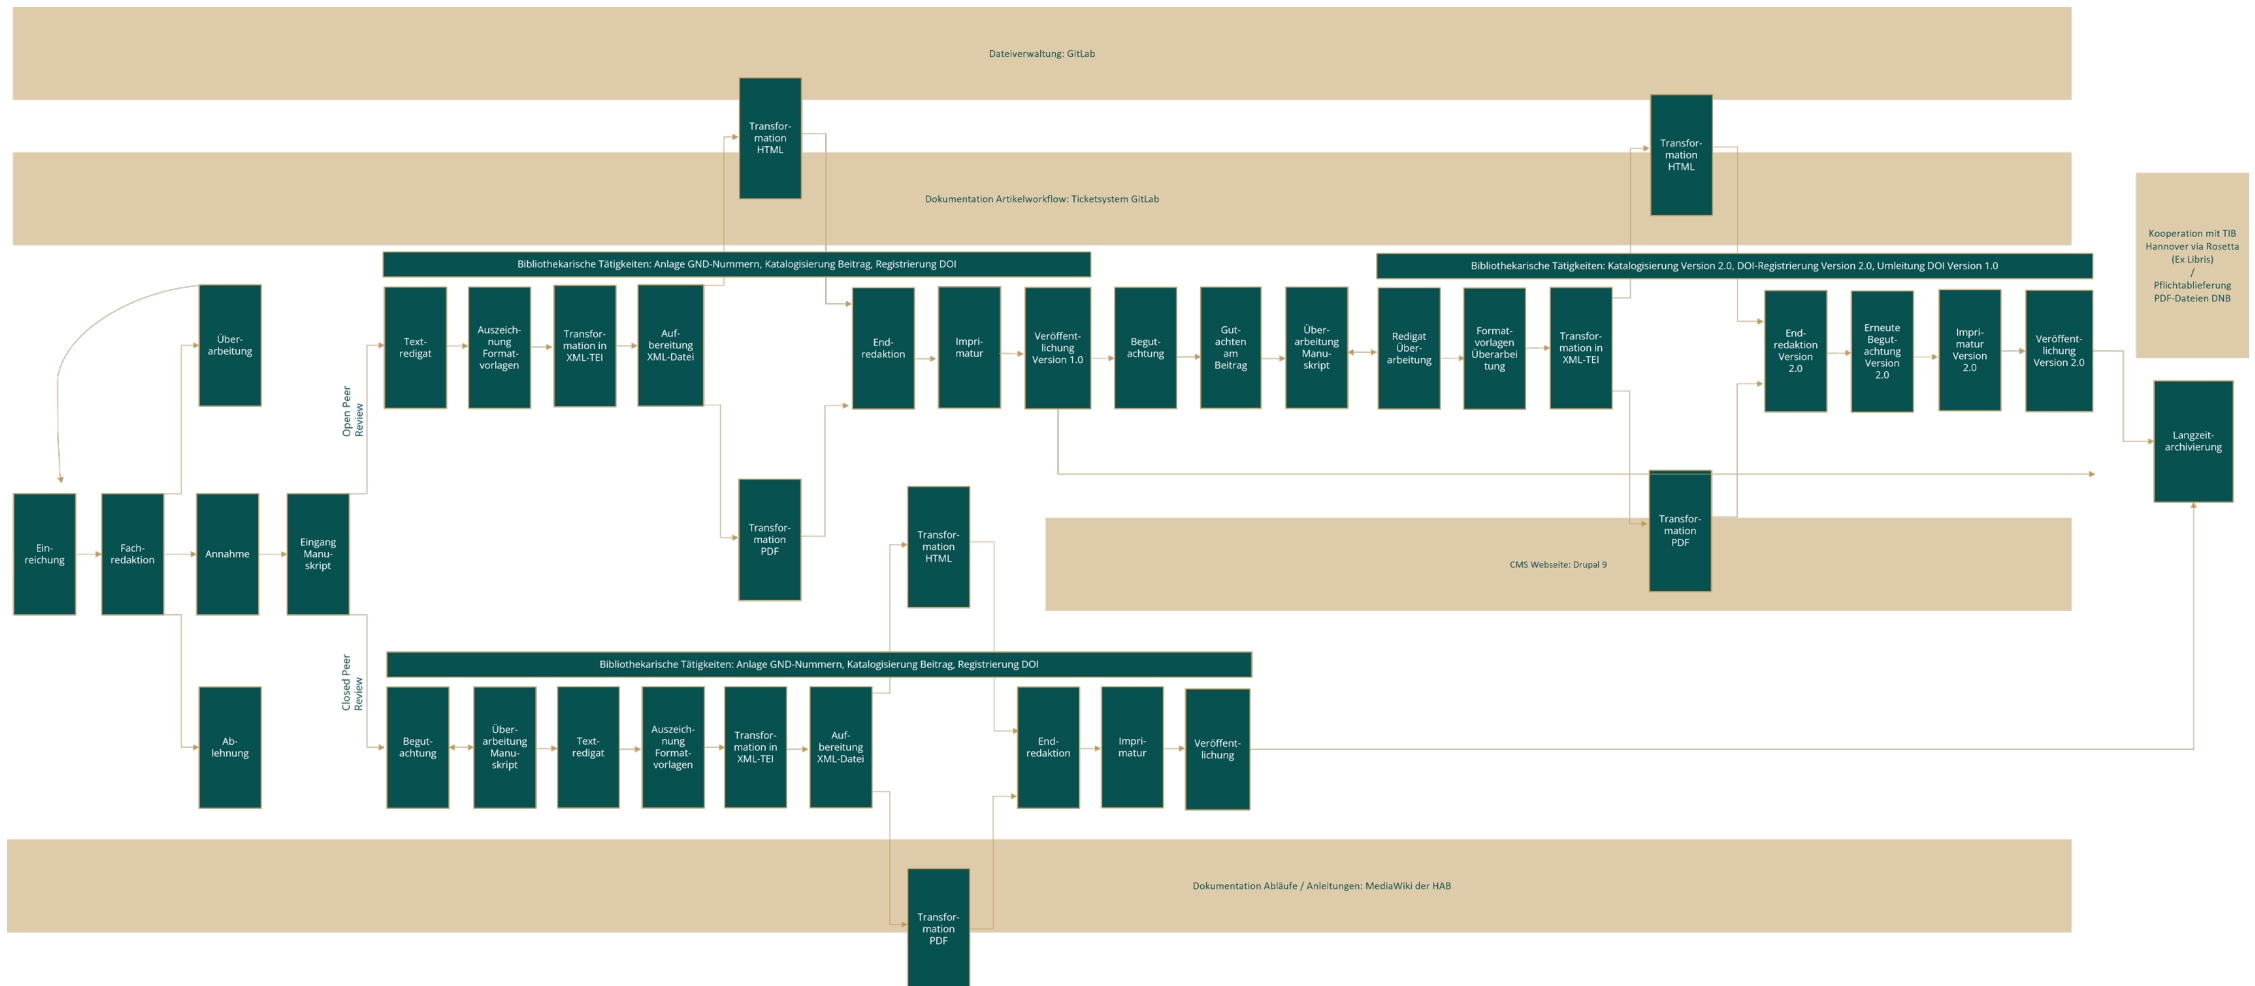 Dateiverwaltung: GitLab
Transfor-
mation
HTML
Transfor-
mation
HTML
Dokumentation Artikelworkflow: Ticketsystem GitLab
Kooperation mit TIB
Hannover via Rosetta
(Ex Libris)
/
Pflichtablieferung
PDF-Dateien DNB
Bibliothekarische Tätigkeiten: Anlage GND-Nummern, Katalogisierung Beitrag, Registrierung DOI
Bibliothekarische Tätigkeiten: Katalogisierung Version 2.0, DOI-Registrierung Version 2.0, Umleitung DOI Version 1.0
Über-
arbeitung
Open Peer
Review
Text-
redigat
Auszeich-
nung
Format-
vorlagen
Transfor-
mation in
XML-TEI
Auf-
bereitung
XML-Datei
End-
redaktion
Impri-
matur
Veröffent-
lichung
Version 1.0
Begut-
achtung
Gut-
achten
am
Beitrag
Über-
arbeitung
Manu-
skript
Redigat
Über-
arbeitung
Format-
vorlagen
Überarbei
tung
Transfor-
mation in
XML-TEI
End-
redaktion
Version
2.0
Erneute
Begut-
achtung
Version
2.0
Impri-
matur
Version
2.0
Veröffent-
lichung
Version 2.0
Langzeit-
archivierung
Ein-
reichung
Fach-
redaktion
Annahme
Eingang
Manu-
skript
Transfor-
mation
PDF
Transfor-
mation
HTML
Transfor-
mation
PDF
CMS Webseite: Drupal 9
Bibliothekarische Tätigkeiten: Anlage GND-Nummern, Katalogisierung Beitrag, Registrierung DOI
Ab-
lehnung
Closed Peer
Review
Begut-
achtung
Über-
arbeitung
Manu-
skript
Text-
redigat
Auszeich-
nung
Format-
vorlagen
Transfor-
mation in
XML-TEI
Auf-
bereitung
XML-Datei
End-
redaktion
Impri-
matur
Veröffent-
lichung
Dokumentation Abläufe / Anleitungen: MediaWiki der HAB
Transfor-
mation
PDF